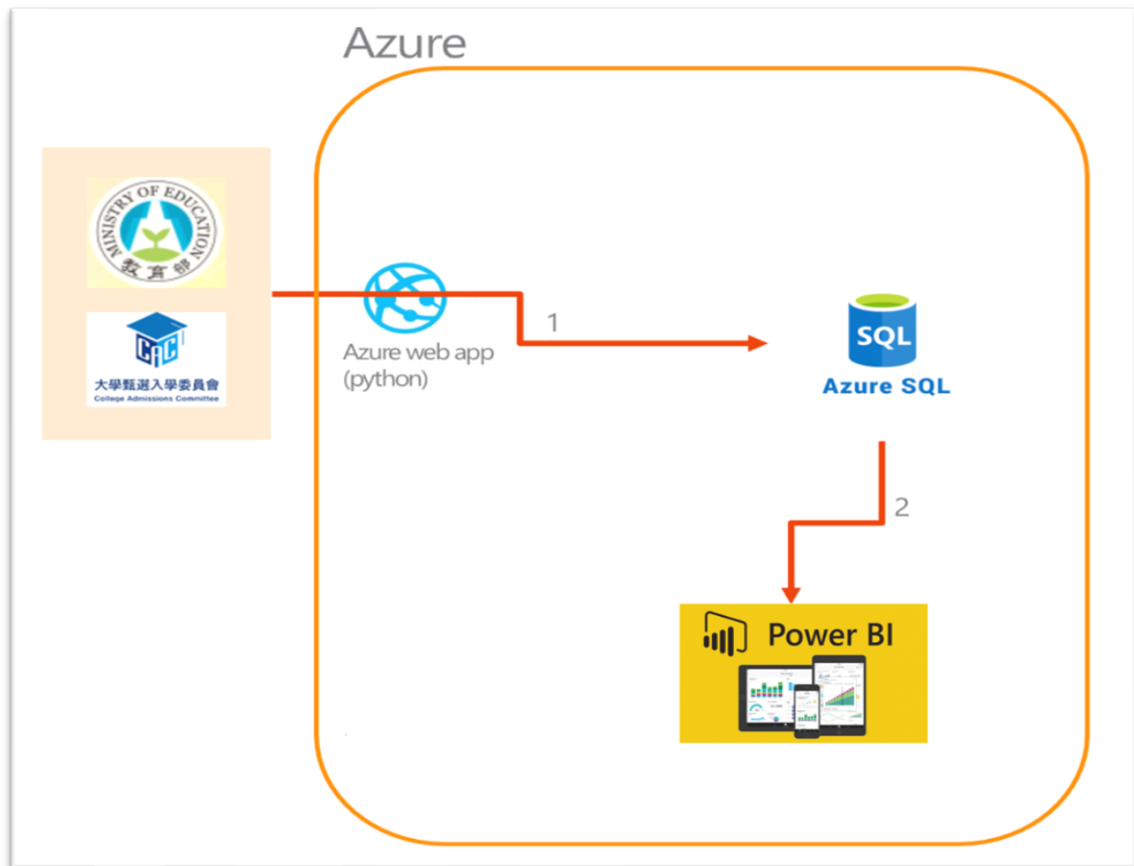 Azure
MINISTRY OF EDUCATION
教育部
CAC
大學甄選入學委員會
College Admissions Committee
Azure web app
(python)
1
SQL
Azure SQL
2
Power BI